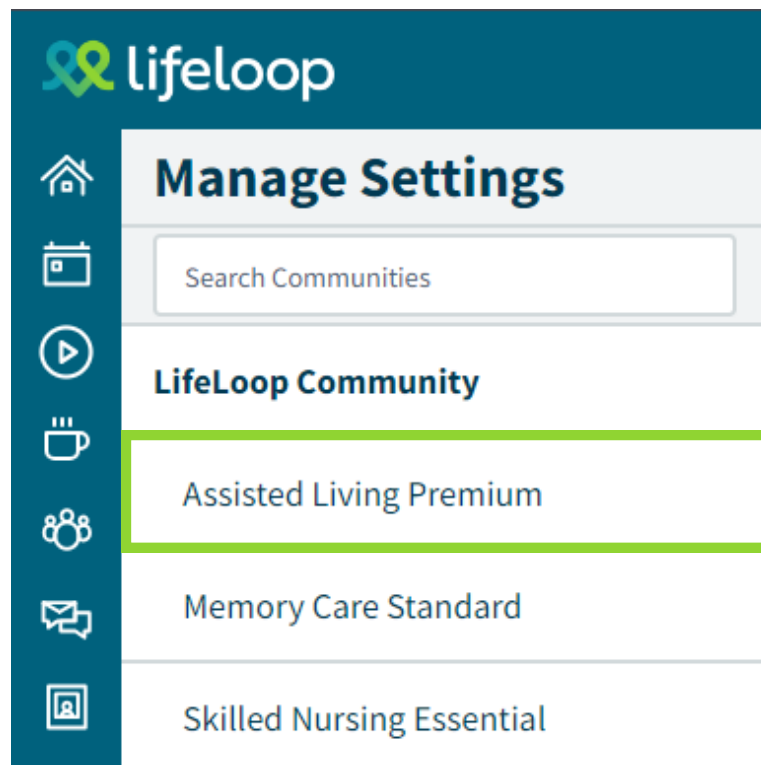 lifeloop
Manage Settings
Search Communities
LifeLoop Community
Assisted Living Premium
Memory Care Standard
Skilled Nursing Essential